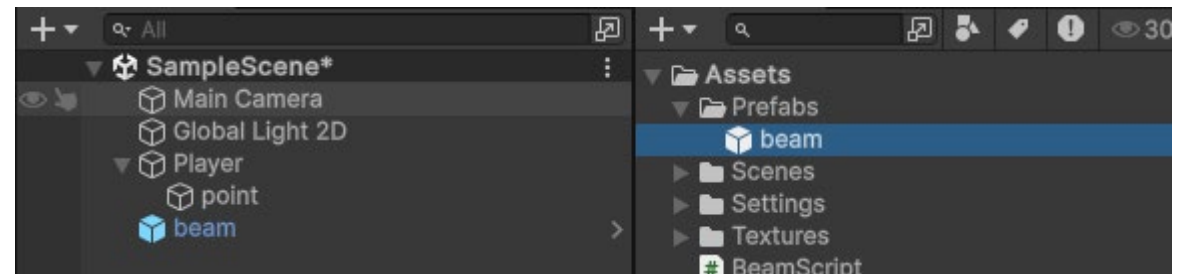 All
SampleScene*
Main Camera
Global Light 2D
Player
point
beam
30
Assets
Prefabs
beam
Scenes
Settings
Textures
# BeamScript